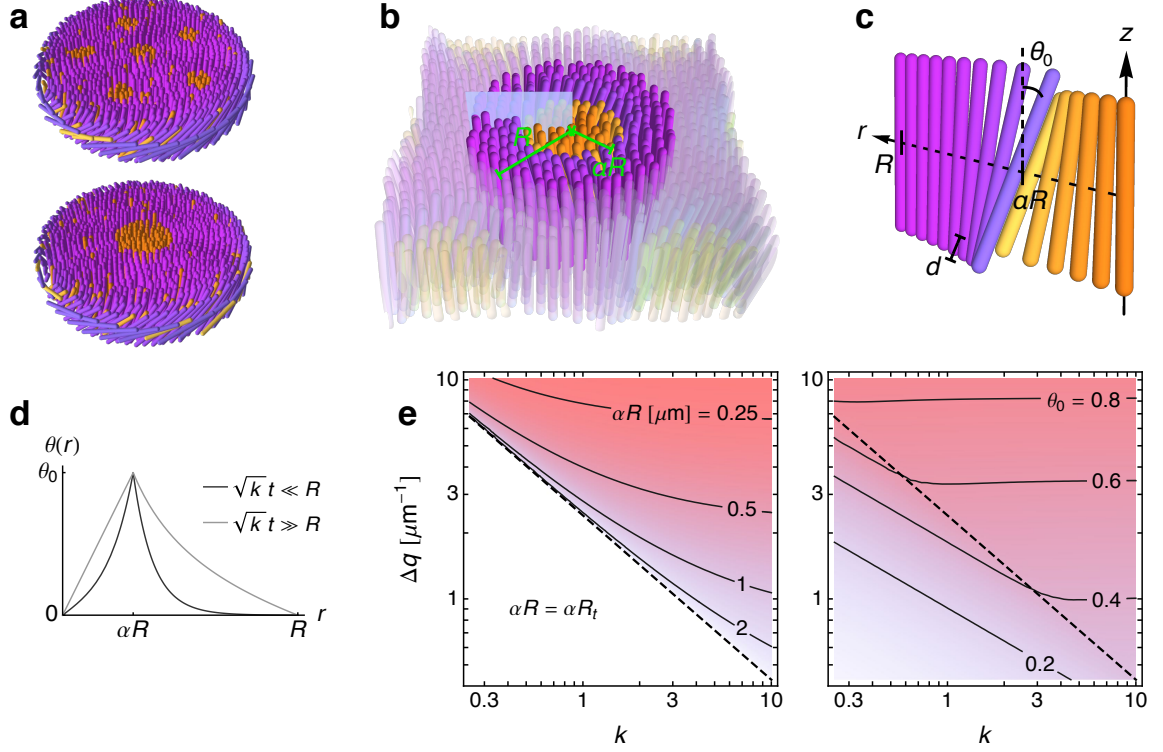 a
b
R
αR
c
z
θ₀
r
R
αR
d
d
θ(r)
θ₀
√k t ≪ R
√k t ≫ R
0
αR
R
r
e
Δq [μm⁻¹]
10
3
1
αR [μm] = 0.25
0.5
1
2
αR = αRₜ
0.3
1
3
10
k
10
3
1
θ₀ = 0.8
0.6
0.4
0.2
0.3
1
3
10
k